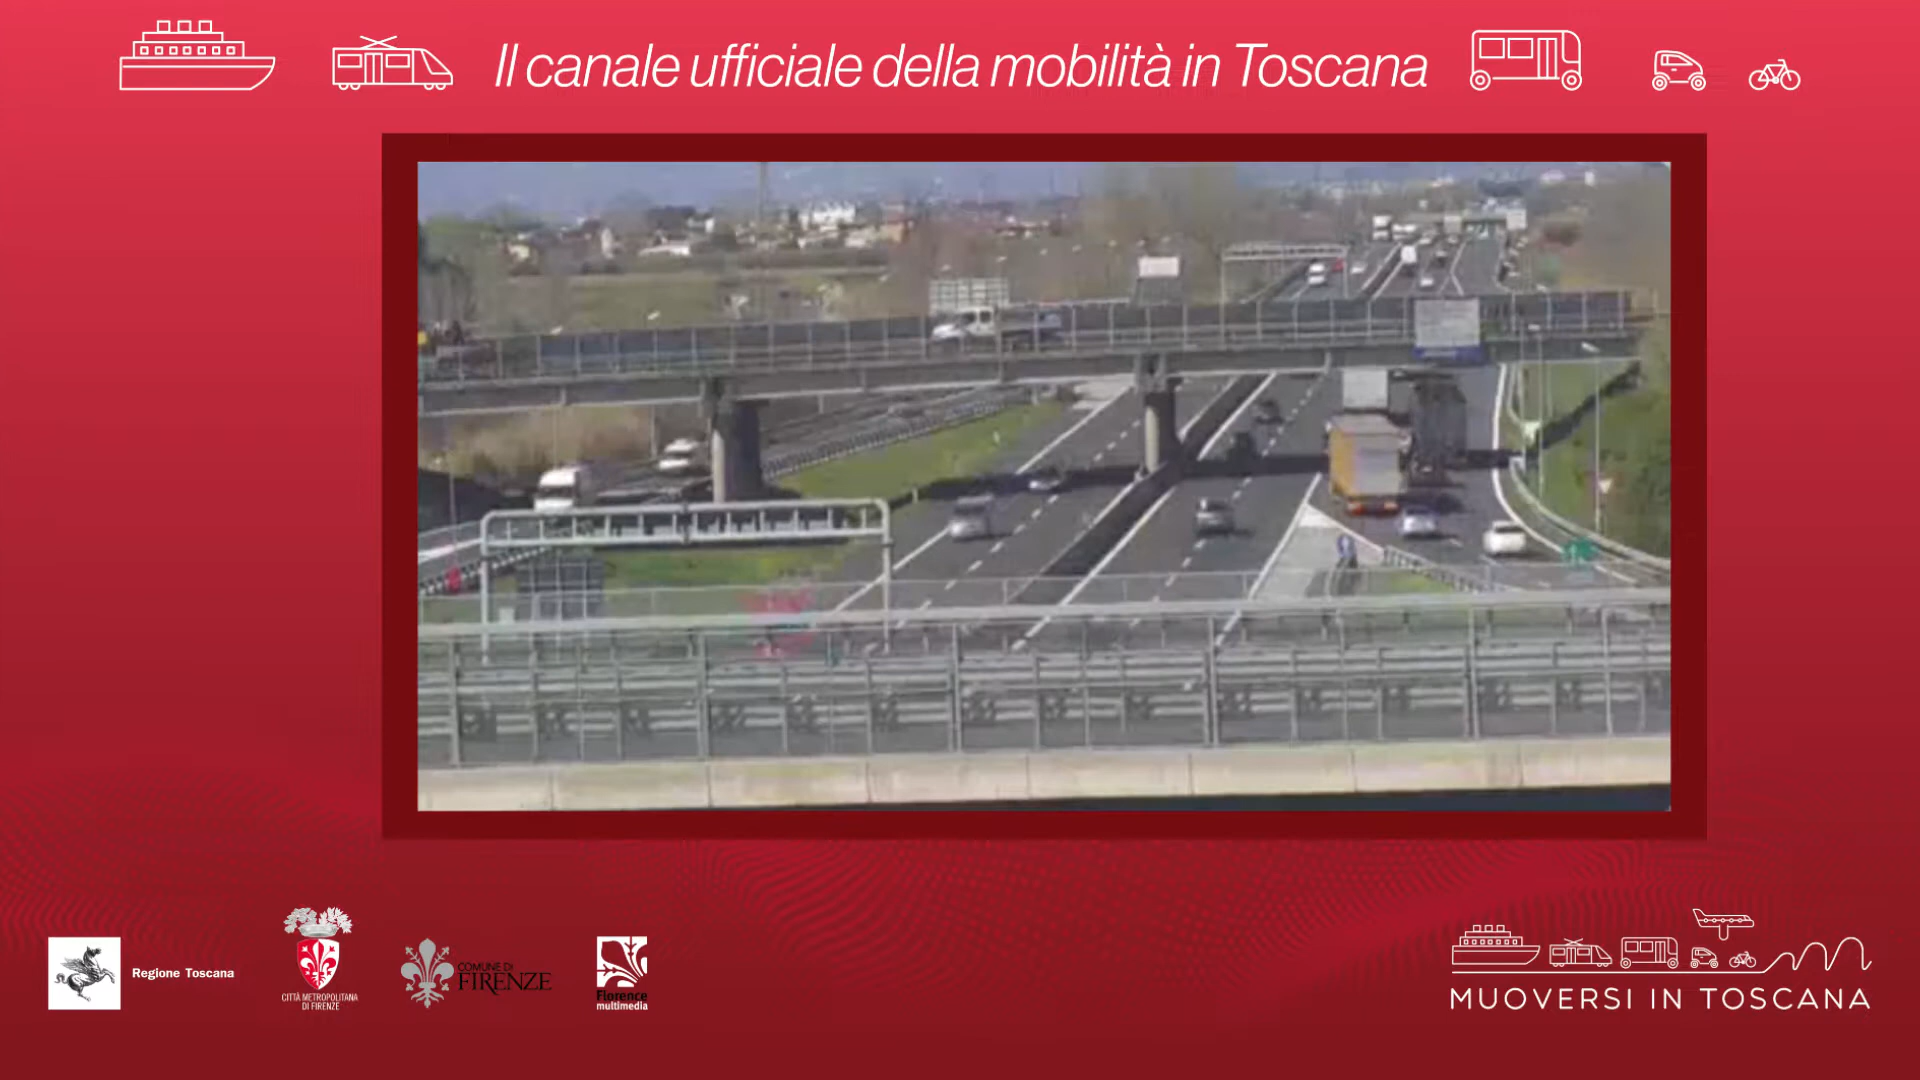 Il canale ufficiale della mobilità in Toscana
Regione Toscana
CITTÀ METROPOLITANA
DI FIRENZE
COMUNE DI
FIRENZE
Florence
multimedia
MUOVERSI IN TOSCANA